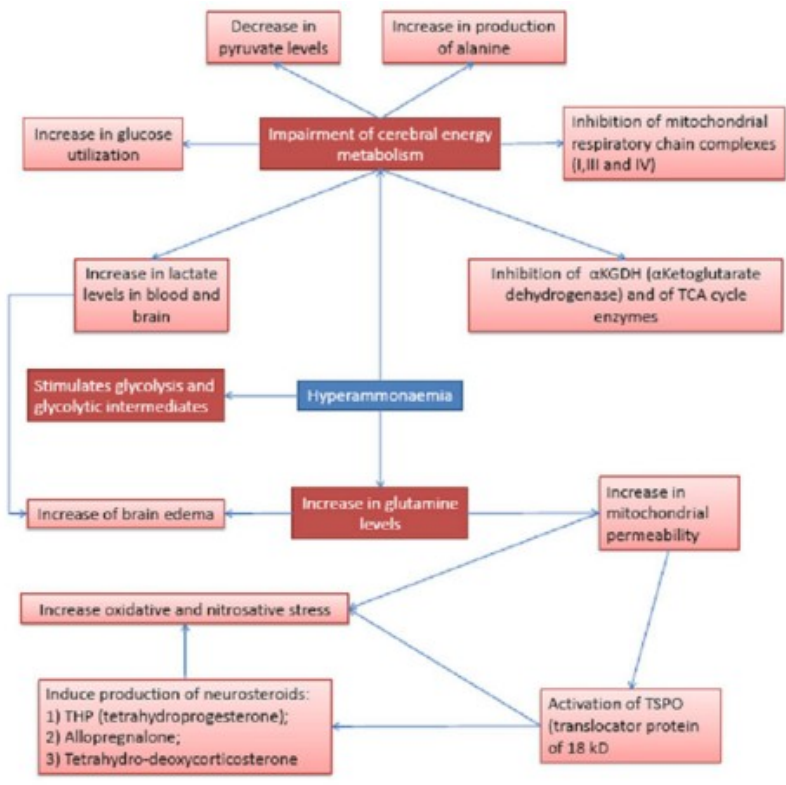 Decrease in
pyruvate levels
Increase in production
of alanine
Increase in glucose
utilization
Impairment of cerebral energy
metabolism
Inhibition of mitochondrial
respiratory chain complexes
(I,III and IV)
Increase in lactate
levels in blood and
brain
Inhibition of αKGDH (αKetoglutarate
dehydrogenase) and of TCA cycle
enzymes
Stimulates glycolysis and
glycolytic intermediates
Hyperammonaemia
Increase of brain edema
Increase in glutamine
levels
Increase in
mitochondrial
permeability
Increase oxidative and nitrosative stress
Induce production of neurosteroids:
1) THP (tetrahydroprogesterone);
2) Allopregnalone;
3) Tetrahydro-deoxycorticosterone
Activation of TSPO
(translocator protein
of 18 kD